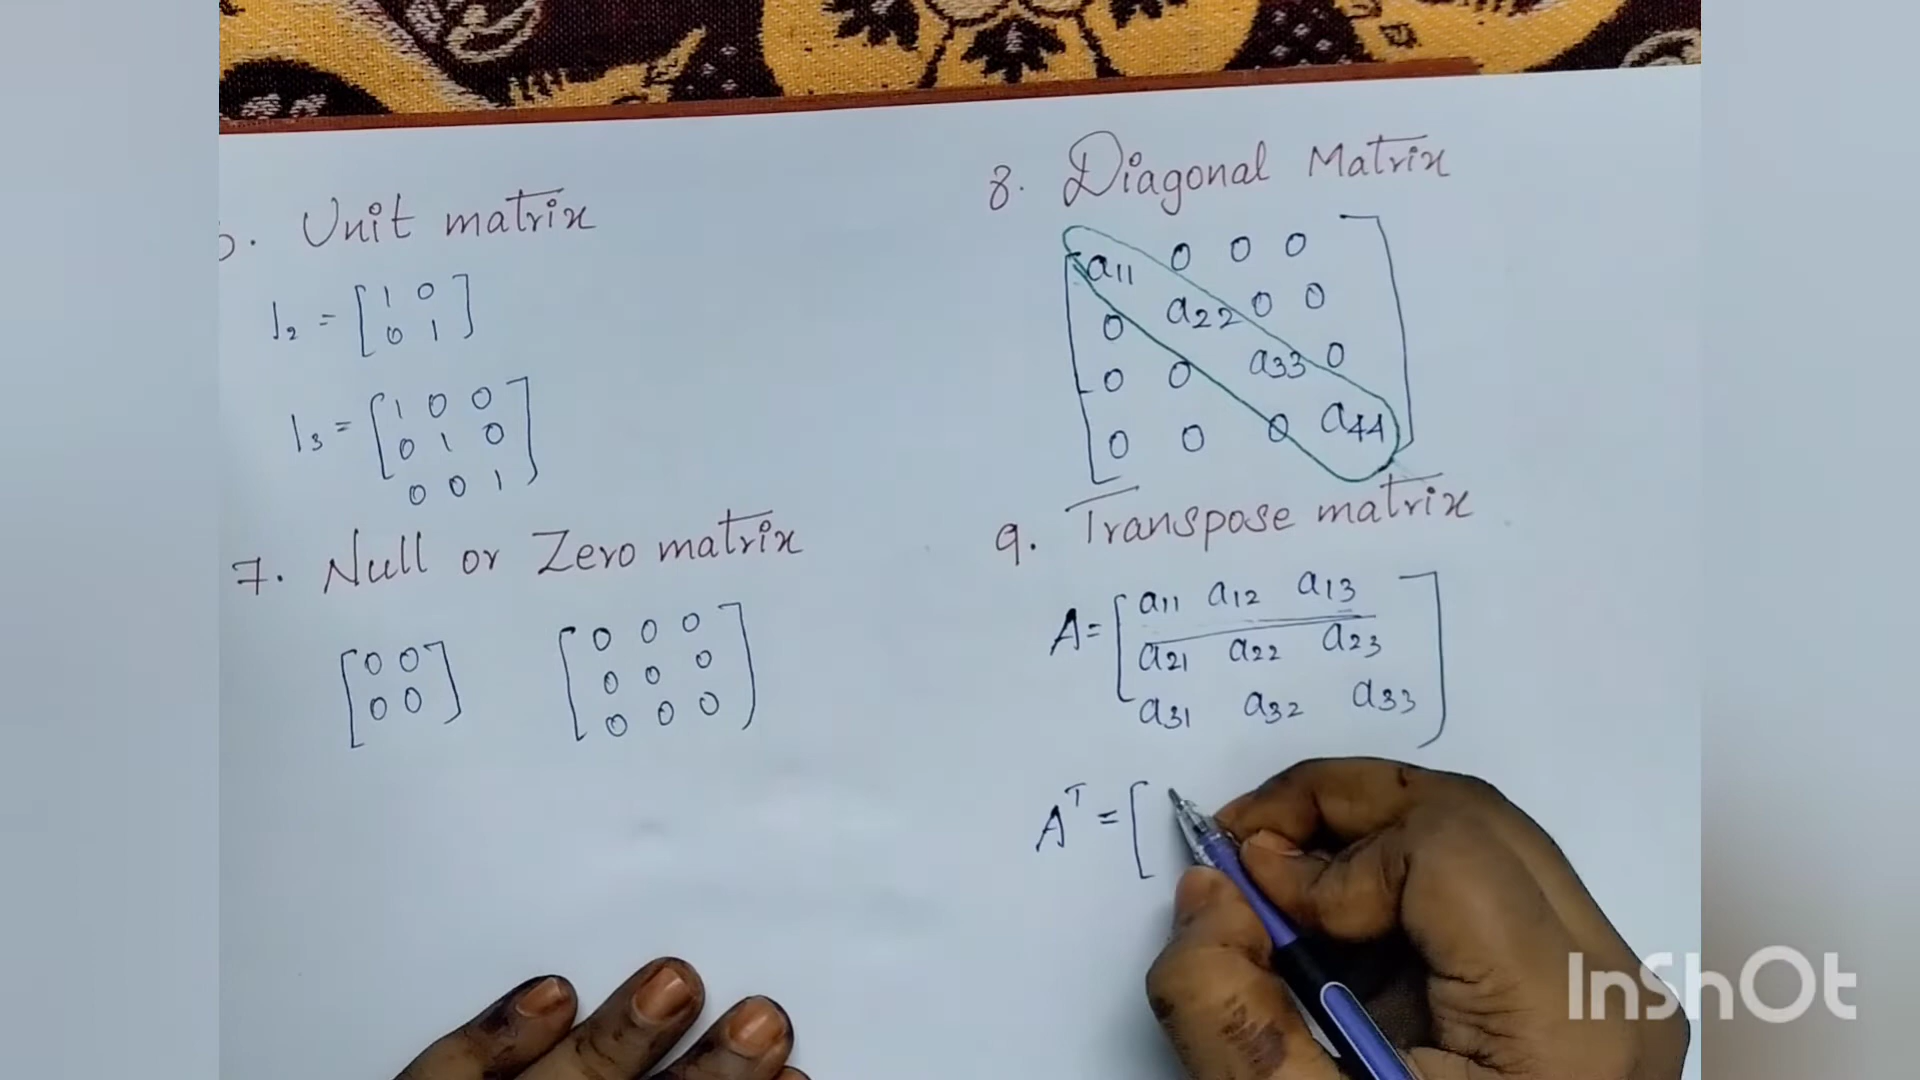 6. Unit matrix
I₂ = [1 0
0 1]
I₃ = [1 0 0
0 1 0
0 0 1]
7. Null or Zero matrix
[0 0
0 0]
[0 0 0
0 0 0
0 0 0]
8. Diagonal Matrix
[a₁₁ 0 0 0
0 a₂₂ 0 0
0 0 a₃₃ 0
0 0 0 a₄₄]
9. Transpose matrix
A = [a₁₁ a₁₂ a₁₃
a₂₁ a₂₂ a₂₃
a₃₁ a₃₂ a₃₃]
Aᵀ = [
InShOt